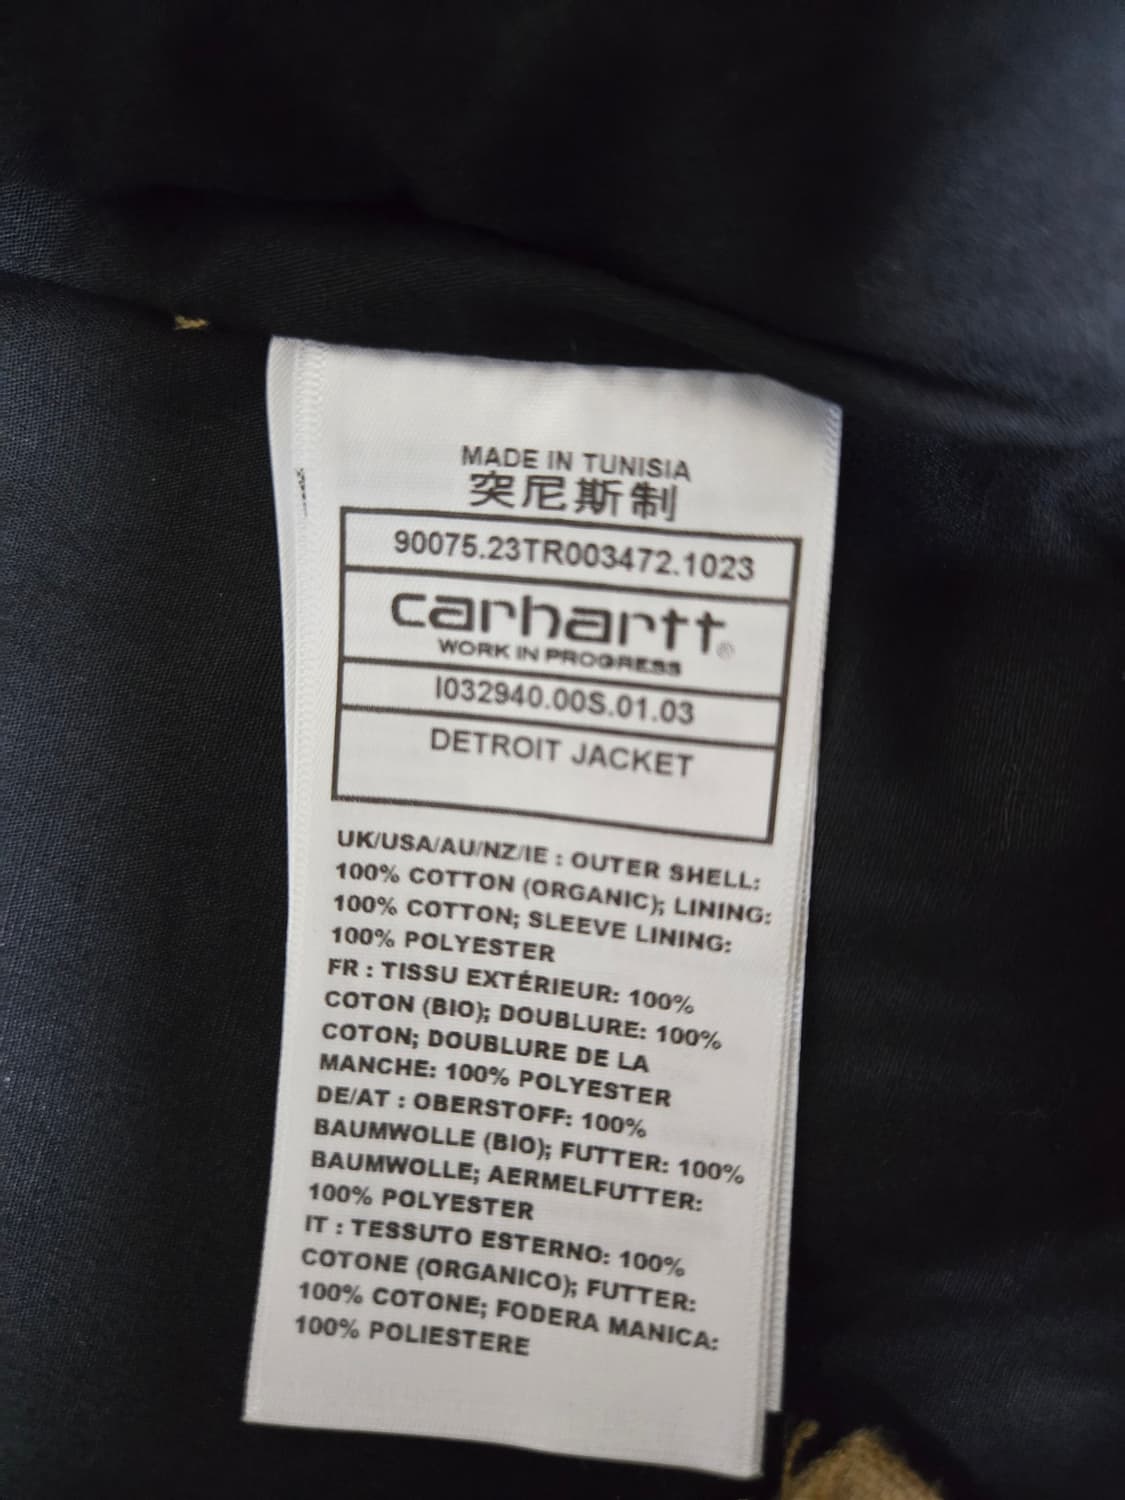 MADE IN TUNISIA
突尼斯制
90075.23TR003472.1023
carhartt®
WORK IN PROGRESS
I032940.00S.01.03
DETROIT JACKET
UK/USA/AU/NZ/IE : OUTER SHELL:
100% COTTON (ORGANIC); LINING:
100% COTTON; SLEEVE LINING:
100% POLYESTER
FR : TISSU EXTÉRIEUR: 100%
COTON (BIO); DOUBLURE: 100%
COTON; DOUBLURE DE LA
MANCHE: 100% POLYESTER
DE/AT : OBERSTOFF: 100%
BAUMWOLLE (BIO); FUTTER: 100%
BAUMWOLLE; AERMELFUTTER:
100% POLYESTER
IT : TESSUTO ESTERNO: 100%
COTONE (ORGANICO); FUTTER:
100% COTONE; FODERA MANICA:
100% POLIESTERE